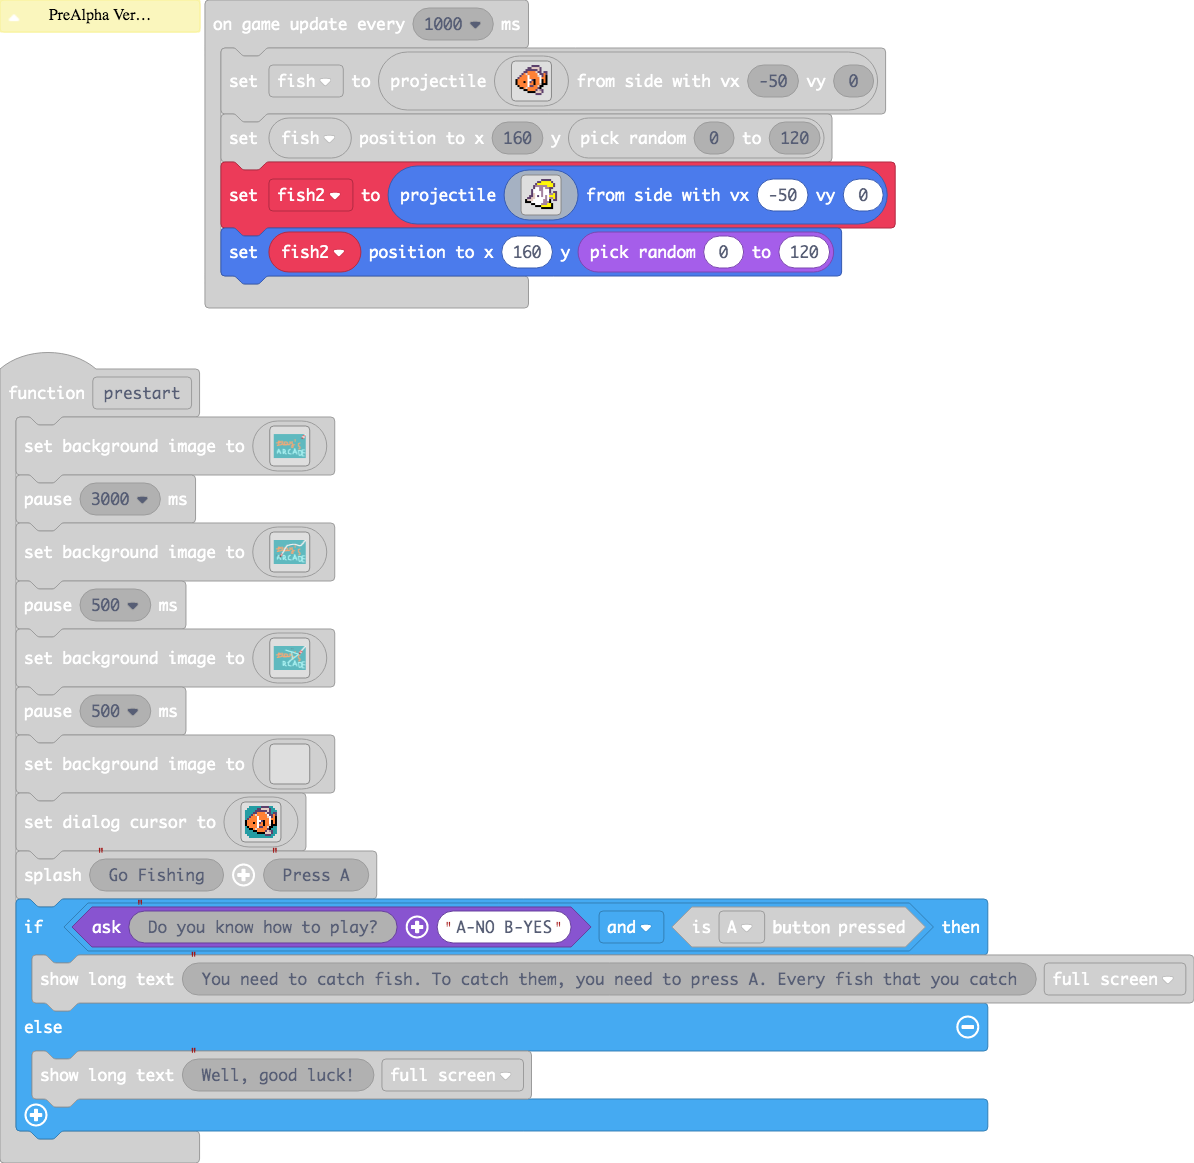 PreAlpha Ver...
on game update every 1000 ms
set fish to projectile from side with vx -50 vy 0
set fish position to x 160 y pick random 0 to 120
set fish2 to projectile from side with vx -50 vy 0
set fish2 position to x 160 y pick random 0 to 120
function prestart
set background image to
pause 3000 ms
set background image to
pause 500 ms
set background image to
pause 500 ms
set background image to
set dialog cursor to
splash " Go Fishing " Press A
if ask " Do you know how to play? "A-NO B-YES" and is A button pressed then
show long text " You need to catch fish. To catch them, you need to press A. Every fish that you catch full screen
else
show long text " Well, good luck! full screen